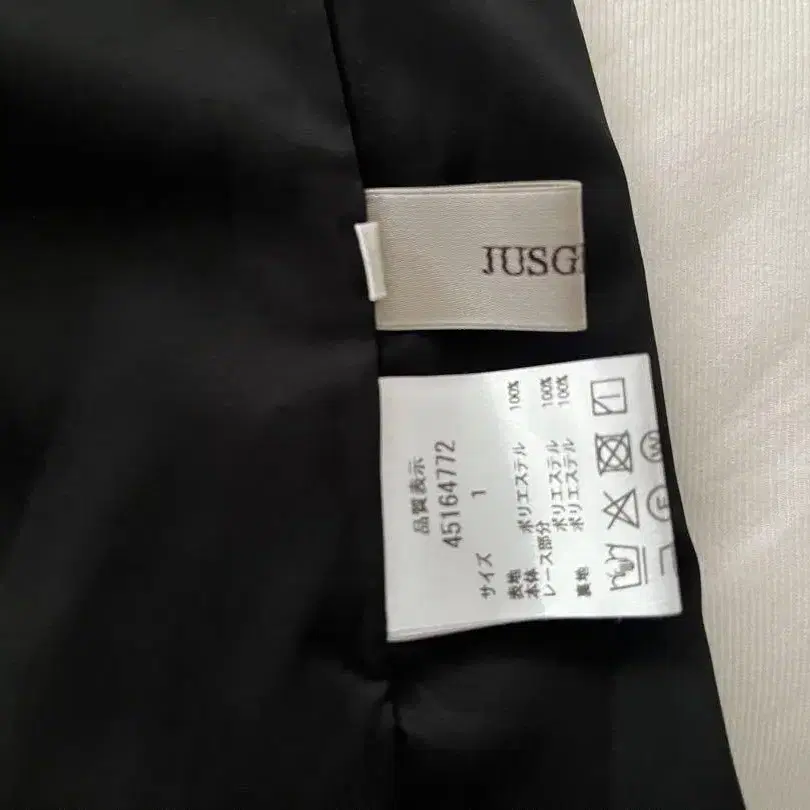 JUSG
品質表示
45164772
サイズ 1
表地
本体 ポリエステル 100%
レース部分
ポリエステル 100%
裏地 ポリエステル 100%
W
F